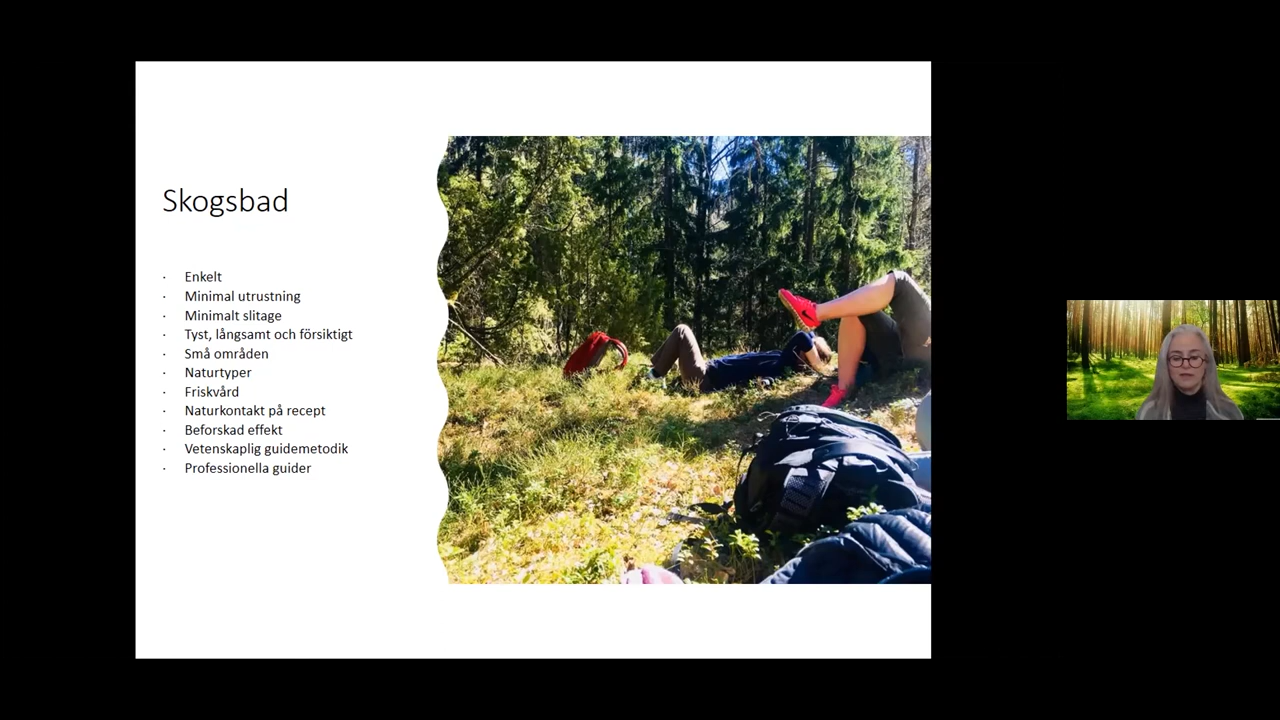 Skogsbad
· Enkelt
· Minimal utrustning
· Minimalt slitage
· Tyst, långsamt och försiktigt
· Små områden
· Naturtyper
· Friskvård
· Naturkontakt på recept
· Beforskad effekt
· Vetenskaplig guidemetodik
· Professionella guider